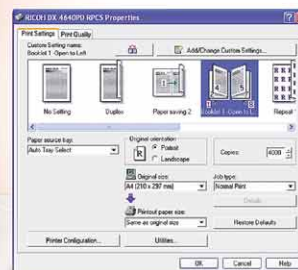 RICOH DX 4640PD RPCS Properties
Print Settings Print Quality
Custom Setting name:
Booklet 1 -Open to Left
Add/Change Custom Settings...
No Setting Duplex Paper saving 2 Booklet 1 -Open to L... Repeat
Paper source tray:
Auto Tray Select
Original orientation
R
Portrait
Landscape
Copies:
4000
Original size:
A4 (210 x 297 mm)
Job type:
Normal Print
Details...
Printout paper size:
Same as original size
Restore Defaults
Printer Configuration...
Utilities...
OK Cancel Help